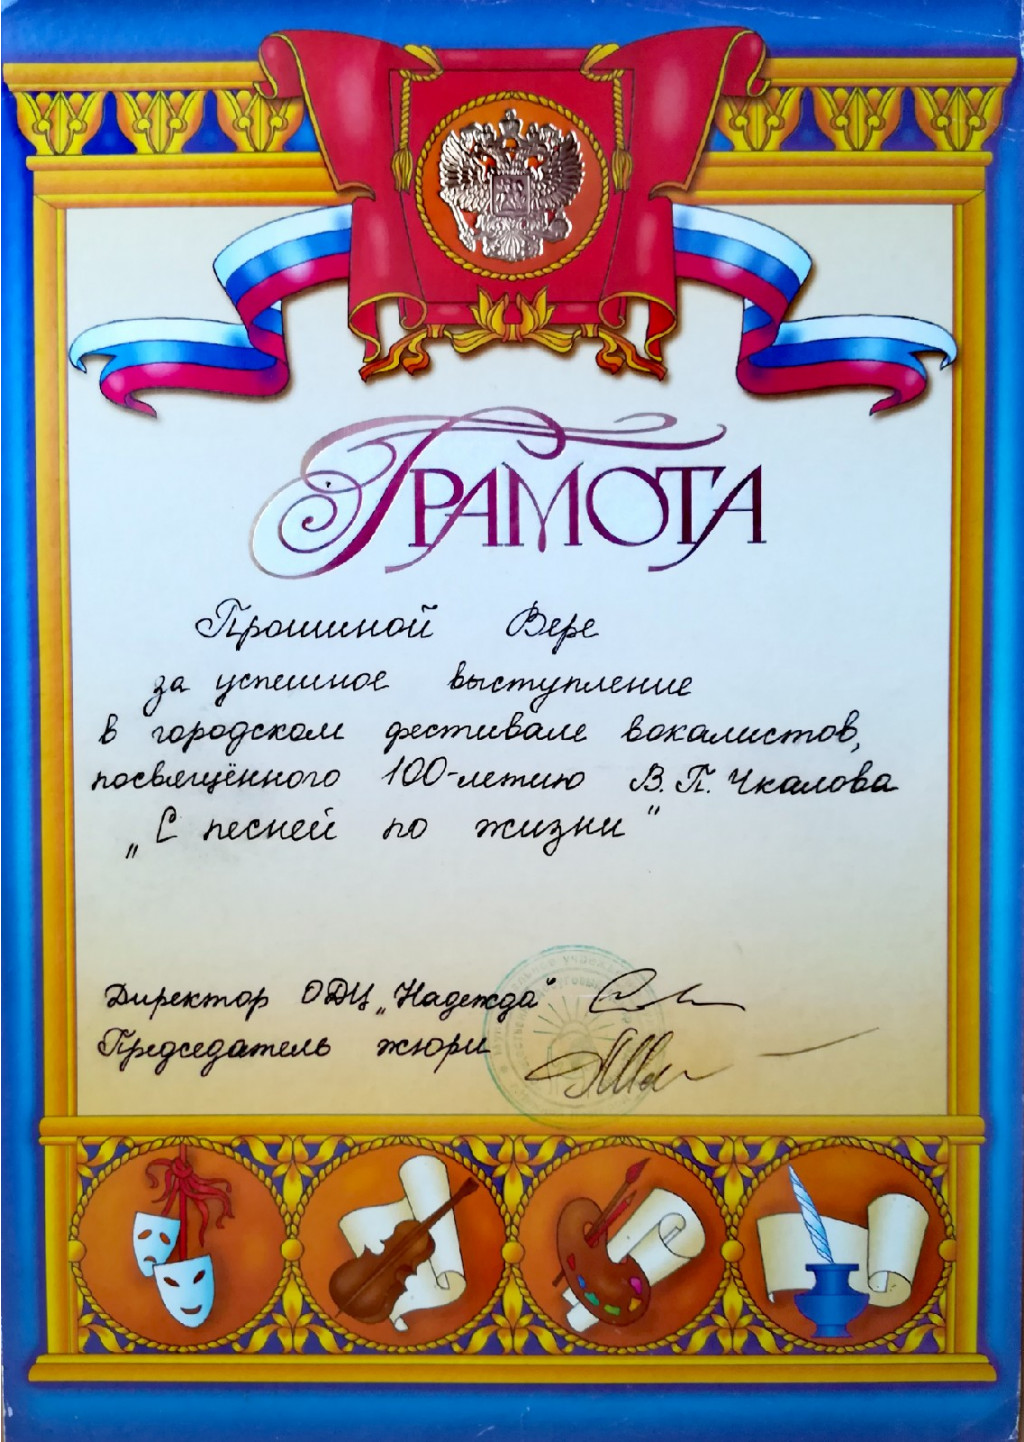 Грамота
Прошиной Вере
за успешное выступление
в городском фестивале вокалистов,
посвящённого 100-летию В.П. Чкалова
„С песней по жизни"
Директор ОДЦ „Надежда"
Председатель жюри